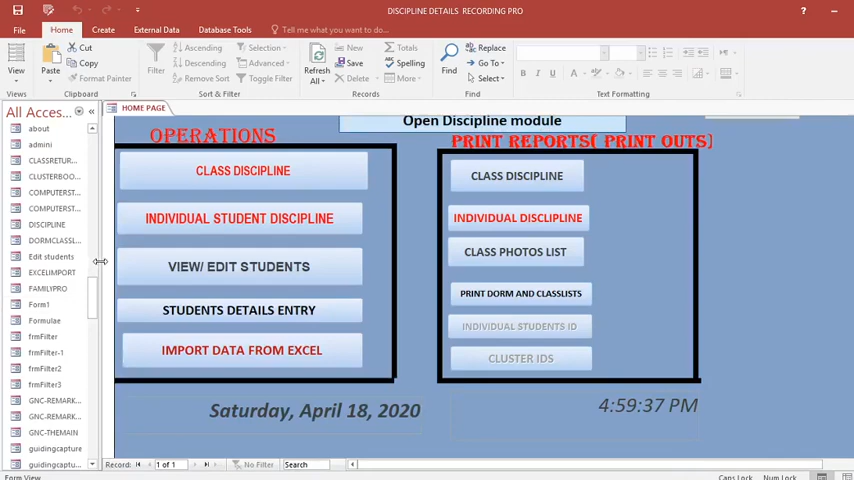 DISCIPLINE DETAILS RECORDING PRO
File Home Create External Data Database Tools Tell me what you want to do...
View
Views
Paste
Cut
Copy
Format Painter
Clipboard
Filter
Ascending
Descending
Remove Sort
Selection
Advanced
Toggle Filter
Sort & Filter
Refresh
All
New
Save
Delete
Totals
Spelling
More
Records
Find
Replace
Go To
Select
Find
B I U
Text Formatting
All Acces...
HOME PAGE
about
admini
CLASSRETUR...
CLUSTERBOO...
COMPUTERST...
COMPUTERST...
DISCIPLINE
DORMCLASSL...
Edit students
EXCELIMPORT
FAMILYPRO
Form1
Formulae
frmFilter
frmFilter-1
frmFilter2
frmFilter3
GNC-REMARK...
GNC-REMARK...
GNC-THEMAIN
guidingcapture
guidingcaptu...
Open Discipline module
OPERATIONS
CLASS DISCIPLINE
INDIVIDUAL STUDENT DISCIPLINE
VIEW/ EDIT STUDENTS
STUDENTS DETAILS ENTRY
IMPORT DATA FROM EXCEL
PRINT REPORTS( PRINT OUTS)
CLASS DISCIPLINE
INDIVIDUAL DISCLIPLINE
CLASS PHOTOS LIST
PRINT DORM AND CLASSLISTS
INDIVIDUAL STUDENTS ID
CLUSTER IDS
Saturday, April 18, 2020
4:59:37 PM
Record: 1 of 1 No Filter Search
Form View
Caps Lock Num Lock